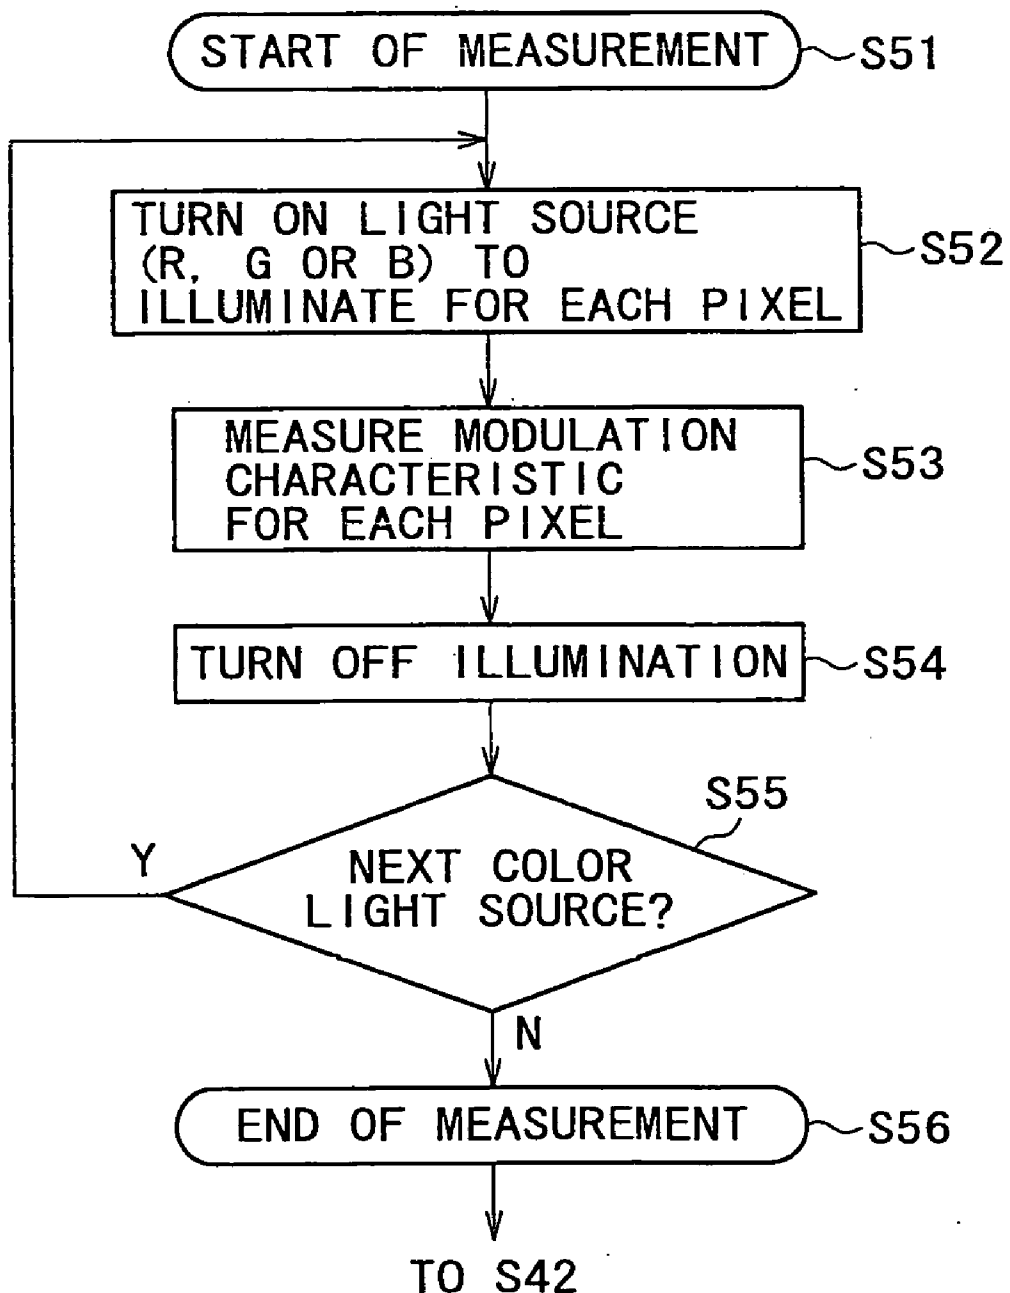 START OF MEASUREMENT
S51
TURN ON LIGHT SOURCE
(R, G OR B) TO
ILLUMINATE FOR EACH PIXEL
S52
MEASURE MODULATION
CHARACTERISTIC
FOR EACH PIXEL
S53
TURN OFF ILLUMINATION
S54
S55
Y
NEXT COLOR
LIGHT SOURCE?
N
END OF MEASUREMENT
S56
TO S42